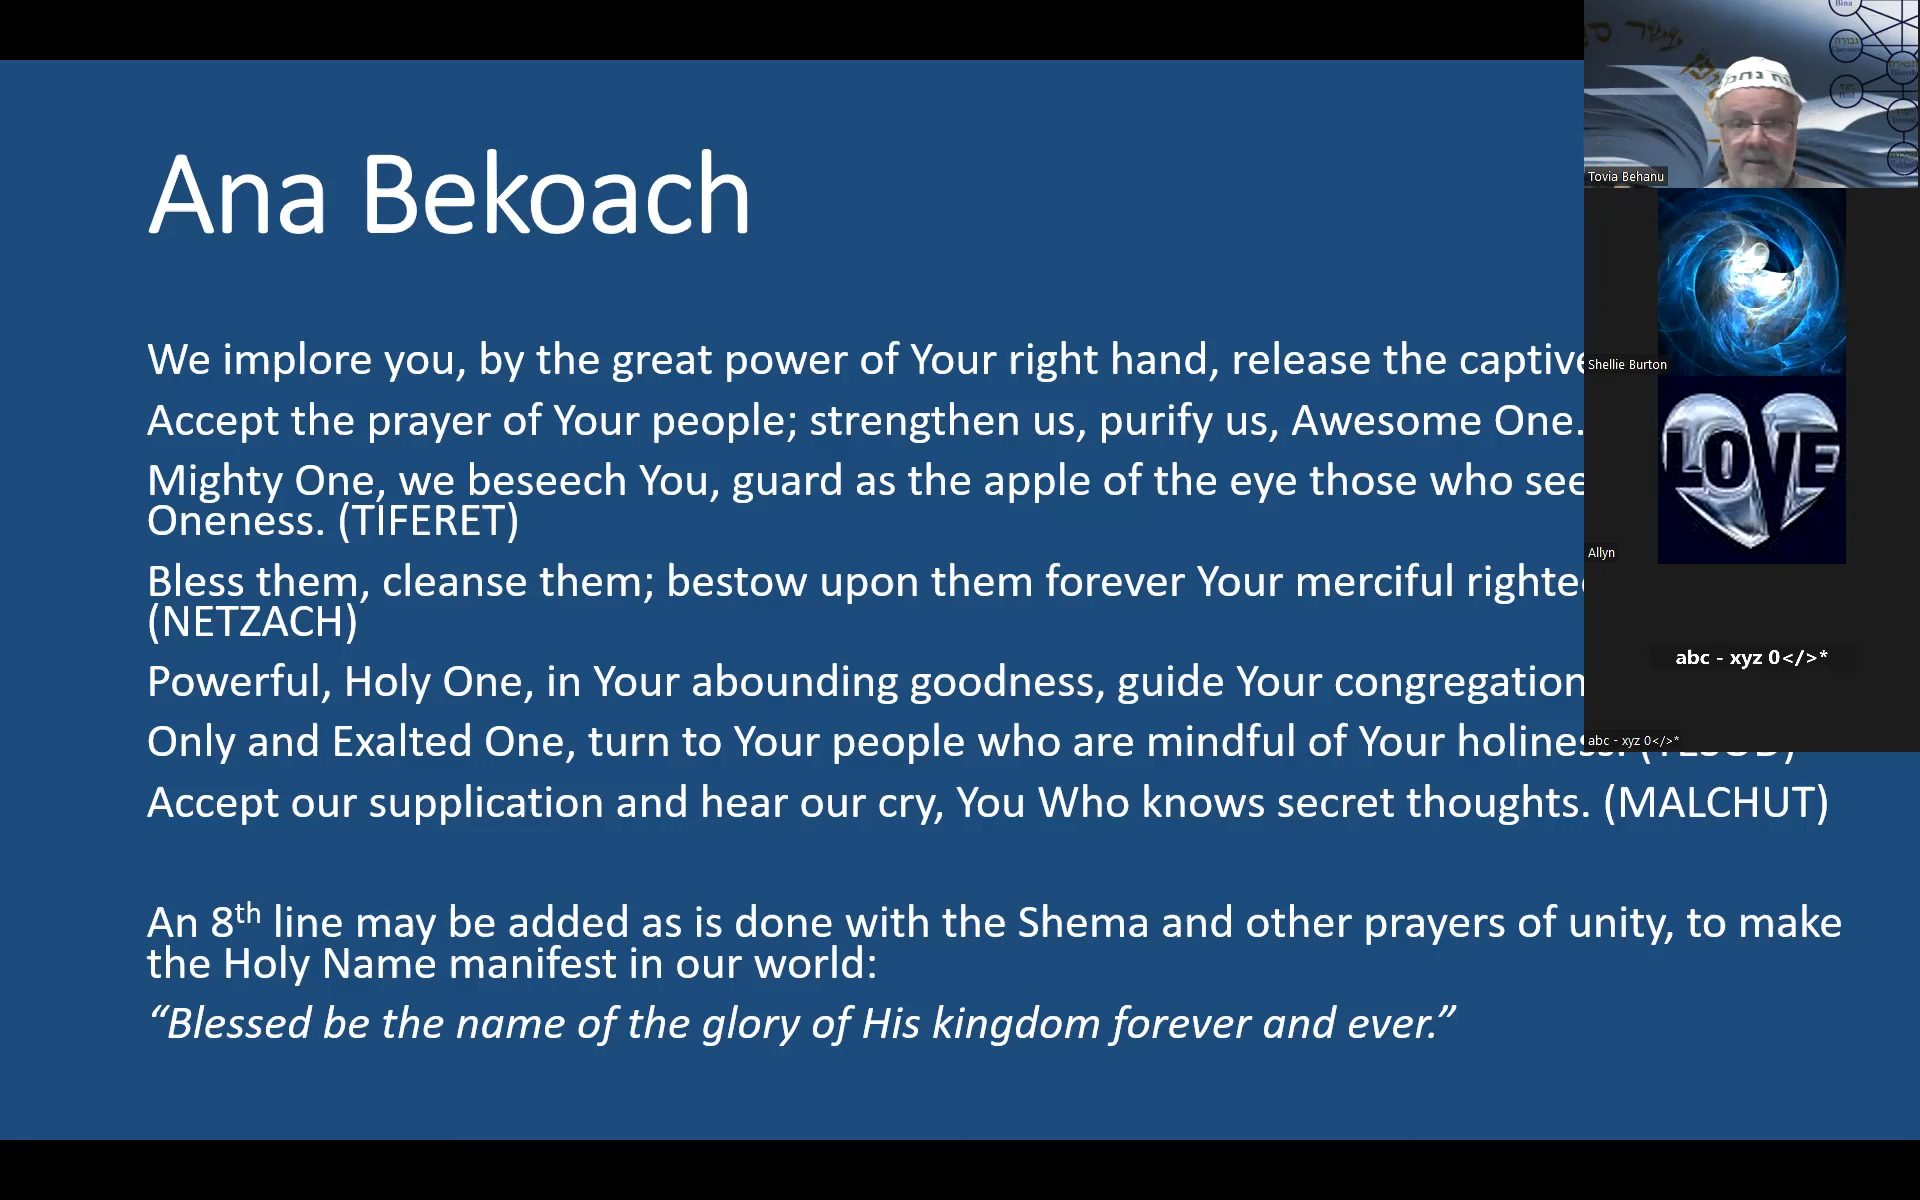 Ana Bekoach
We implore you, by the great power of Your right hand, release the captive
Accept the prayer of Your people; strengthen us, purify us, Awesome One.
Mighty One, we beseech You, guard as the apple of the eye those who see
Oneness. (TIFERET)
Bless them, cleanse them; bestow upon them forever Your merciful
(NETZACH)
Powerful, Holy One, in Your abounding goodness, guide Your congregation
Only and Exalted One, turn to Your people who are mindful of Your holiness.
Accept our supplication and hear our cry, You Who knows secret thoughts. (MALCHUT)
An 8th line may be added as is done with the Shema and other prayers of unity, to make
the Holy Name manifest in our world:
“Blessed be the name of the glory of His kingdom forever and ever.”
Tovia Behanu
Shellie Burton
LOVE
Allyn
abc - xyz 0</>*
abc - xyz 0</>*